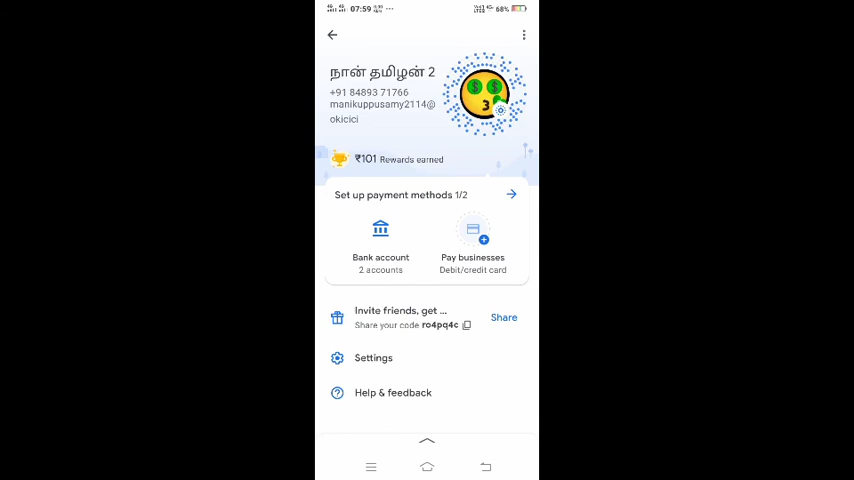 07:59
68%
நான் தமிழன் 2
+91 84893 71766
manikuppusamy2114@
okicici
₹101 Rewards earned
Set up payment methods 1/2
Bank account
2 accounts
Pay businesses
Debit/credit card
Invite friends, get ...
Share your code ro4pq4c
Share
Settings
Help & feedback